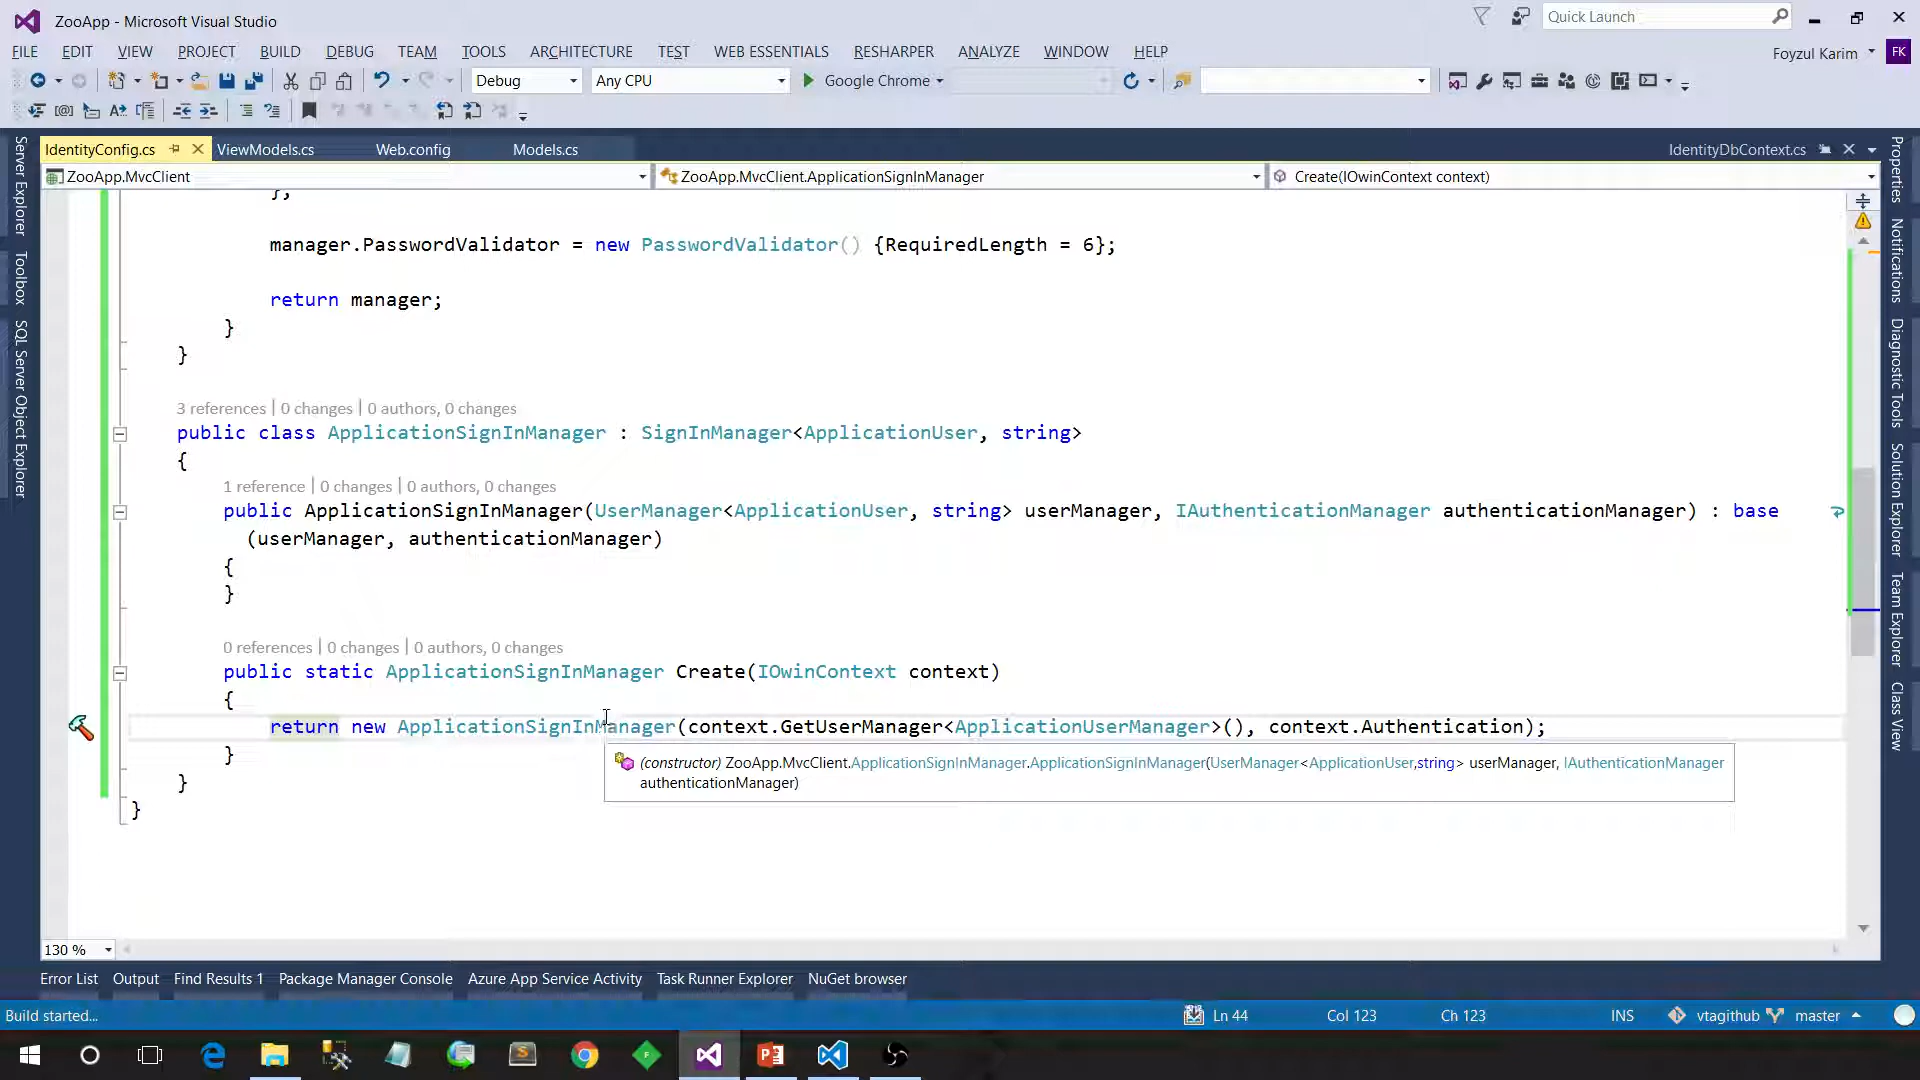 ZooApp - Microsoft Visual Studio
Quick Launch
FILE EDIT VIEW PROJECT BUILD DEBUG TEAM TOOLS ARCHITECTURE TEST WEB ESSENTIALS RESHARPER ANALYZE WINDOW HELP
Foyzul Karim
FK
Debug
Any CPU
Google Chrome
IdentityConfig.cs
ViewModels.cs
Web.config
Models.cs
IdentityDbContext.cs
ZooApp.MvcClient
ZooApp.MvcClient.ApplicationSignInManager
Create(IOwinContext context)
Server Explorer
Toolbox
SQL Server Object Explorer
};
manager.PasswordValidator = new PasswordValidator() {RequiredLength = 6};
return manager;
}
}
3 references | 0 changes | 0 authors, 0 changes
public class ApplicationSignInManager : SignInManager<ApplicationUser, string>
{
1 reference | 0 changes | 0 authors, 0 changes
public ApplicationSignInManager(UserManager<ApplicationUser, string> userManager, IAuthenticationManager authenticationManager) : base
(userManager, authenticationManager)
{
}
0 references | 0 changes | 0 authors, 0 changes
public static ApplicationSignInManager Create(IOwinContext context)
{
return new ApplicationSignInManager(context.GetUserManager<ApplicationUserManager>(), context.Authentication);
}
(constructor) ZooApp.MvcClient.ApplicationSignInManager.ApplicationSignInManager(UserManager<ApplicationUser,string> userManager, IAuthenticationManager
authenticationManager)
}
}
Properties
Notifications
Diagnostic Tools
Solution Explorer
Team Explorer
Class View
130 %
Error List Output Find Results 1 Package Manager Console Azure App Service Activity Task Runner Explorer NuGet browser
Build started...
Ln 44
Col 123
Ch 123
INS
vtagithub
master